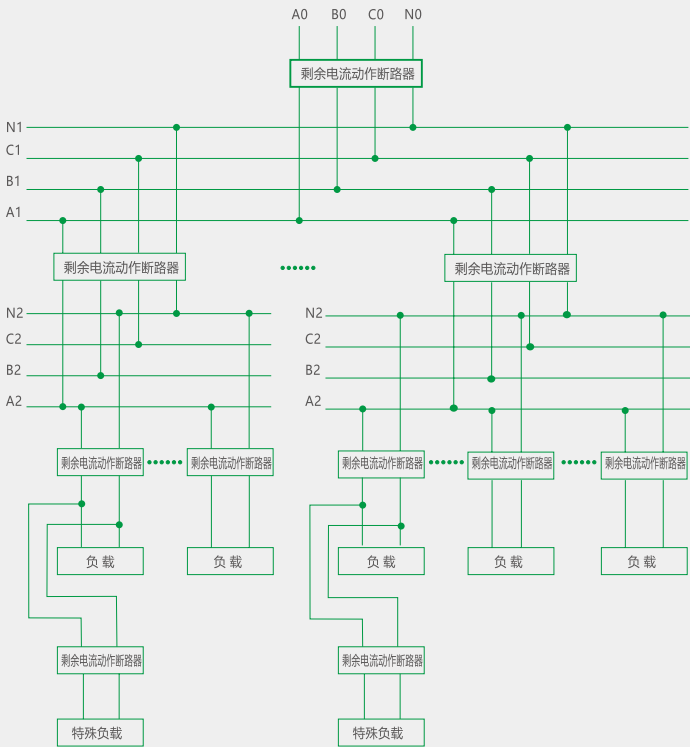 A0 B0 C0 N0
剩余电流动作断路器
N1
C1
B1
A1
剩余电流动作断路器 剩余电流动作断路器
N2 N2
C2 C2
B2 B2
A2 A2
剩余电流动作断路器 剩余电流动作断路器 剩余电流动作断路器 剩余电流动作断路器 剩余电流动作断路器
负载 负载 负载 负载 负载
剩余电流动作断路器 剩余电流动作断路器
特殊负载 特殊负载